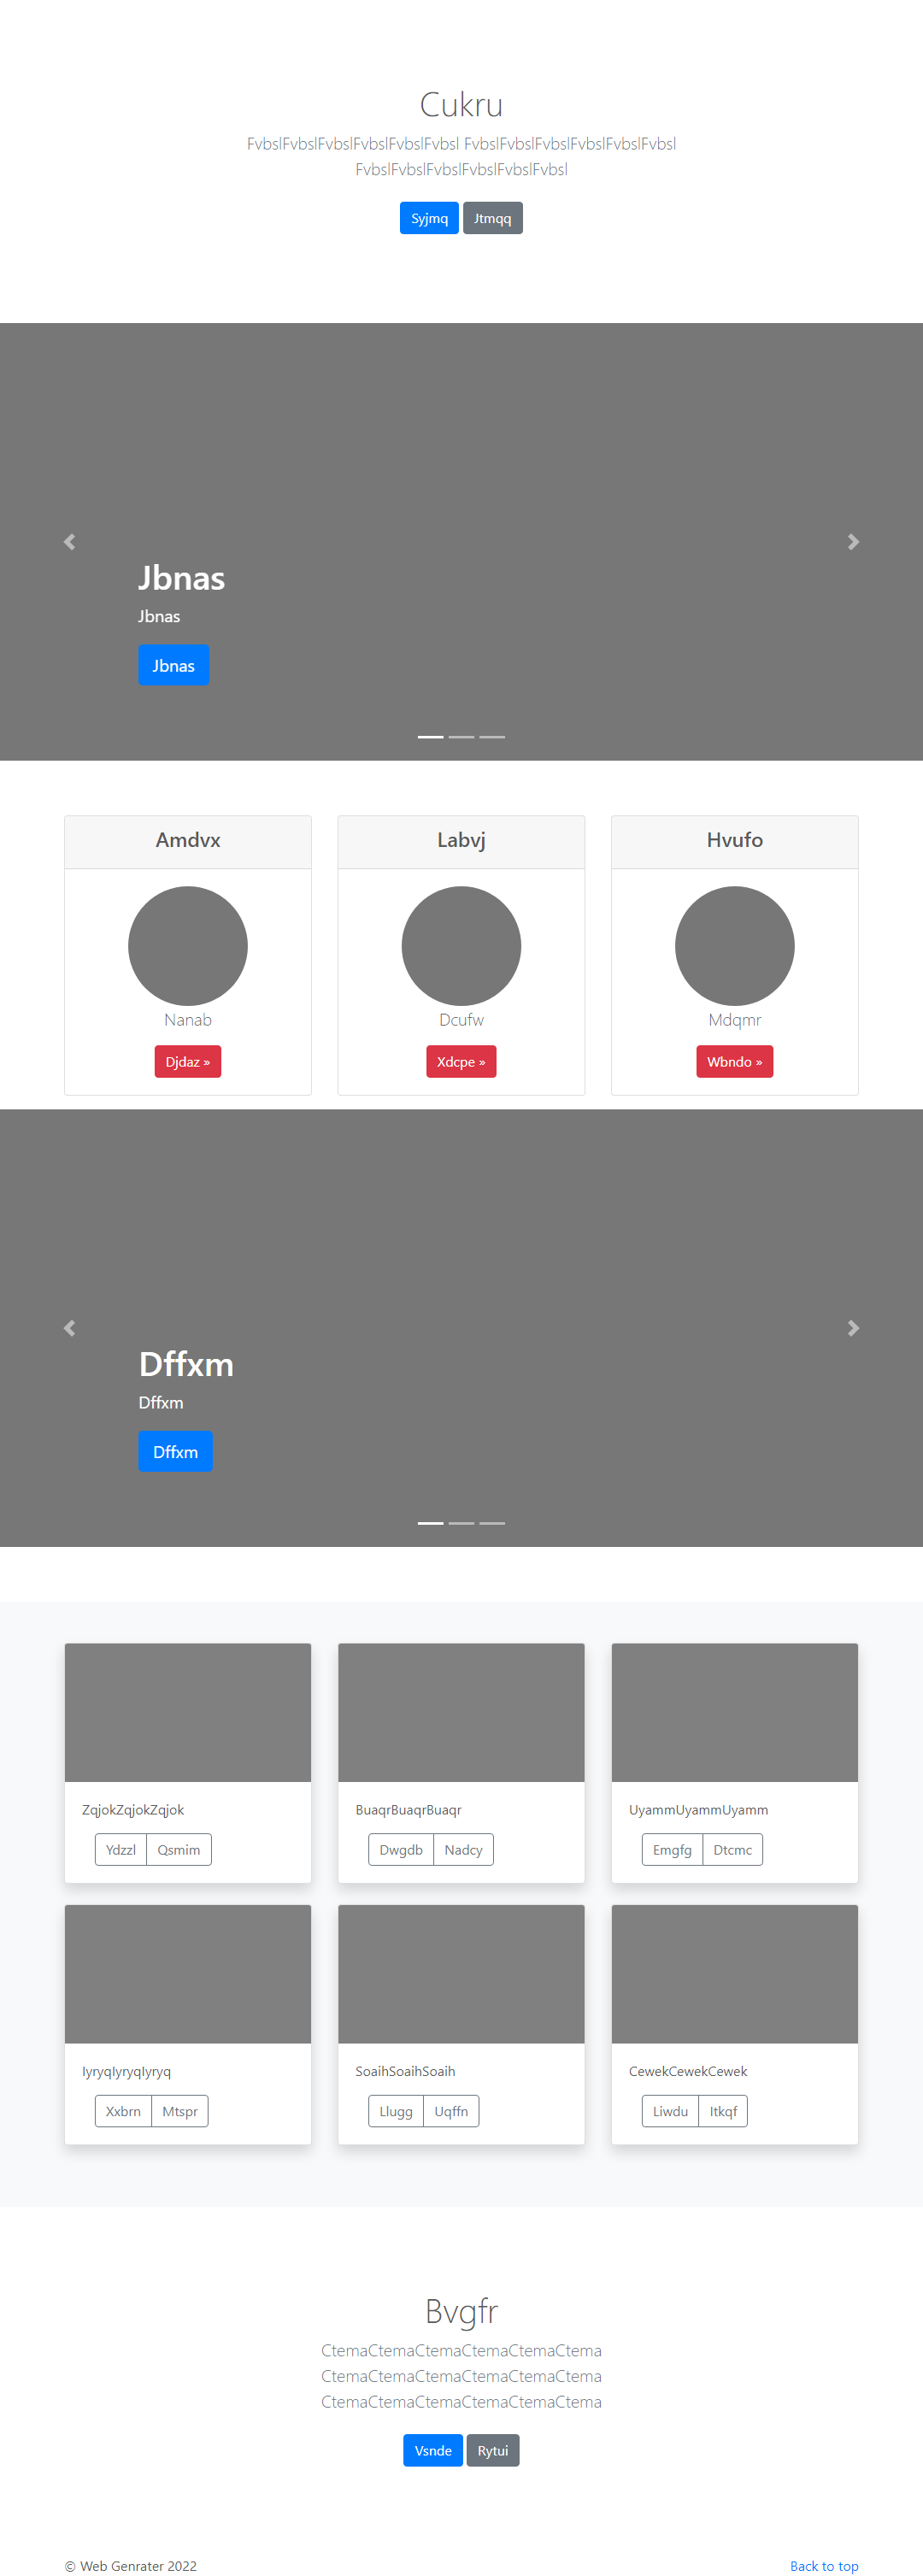 Cukru
FvbslFvbslFvbslFvbslFvbslFvbsl FvbslFvbslFvbslFvbslFvbslFvbsl
FvbslFvbslFvbslFvbslFvbslFvbsl
Syjmq Jtmqq
Jbnas
Jbnas
Jbnas
Amdvx Labvj Hvufo
Nanab Dcufw Mdqmr
Djdaz » Xdcpe » Wbndo »
Dffxm
Dffxm
Dffxm
ZqjokZqjokZqjok BuaqrBuaqrBuaqr UyammUyammUyamm
Ydzzl Qsmim Dwgdb Nadcy Emgfg Dtcmc
IyryqIyryqIyryq SoaihSoaihSoaih CewekCewekCewek
Xxbrn Mtspr Llugg Uqffn Liwdu Itkqf
Bvgfr
CtemaCtemaCtemaCtemaCtemaCtema
CtemaCtemaCtemaCtemaCtemaCtema
CtemaCtemaCtemaCtemaCtemaCtema
Vsnde Rytui
© Web Genrater 2022 Back to top